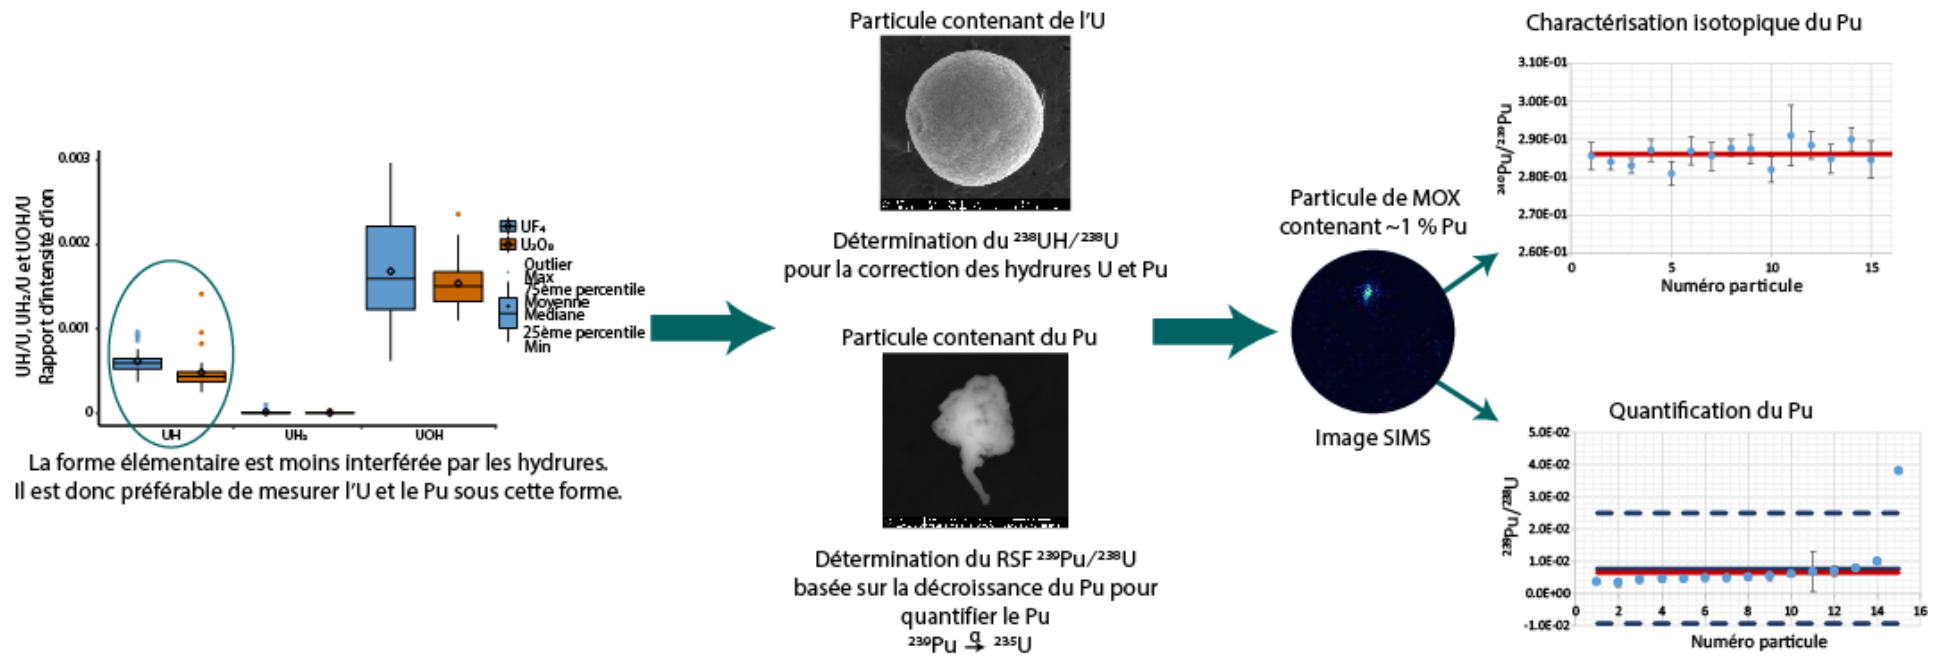 UH/U, UH₂/U et UOH/U
Rapport d'intensité d'ion
0.003
0.002
0.001
0
UH
UH₂
UOH
UF₄
U₃O₈
Outlier
Max
75ème percentile
Moyenne
Mediane
25ème percentile
Min
La forme élémentaire est moins interférée par les hydrures.
Il est donc préférable de mesurer l'U et le Pu sous cette forme.
Particule contenant de l'U
Détermination du ²³⁸UH/²³⁸U
pour la correction des hydrures U et Pu
Particule contenant du Pu
Détermination du RSF ²³⁹Pu/²³⁸U
basée sur la décroissance du Pu pour
quantifier le Pu
²³⁹Pu α→ ²³⁵U
Particule de MOX
contenant ~1 % Pu
Image SIMS
Charactérisation isotopique du Pu
²⁴⁰Pu/²³⁹Pu
3.10E-01
3.00E-01
2.90E-01
2.80E-01
2.70E-01
2.60E-01
0 5 10 15
Numéro particule
Quantification du Pu
²³⁹Pu/²³⁸U
5.0E-02
4.0E-02
3.0E-02
2.0E-02
1.0E-02
0.0E+00
-1.0E-02
0 2 4 6 8 10 12 14 16
Numéro particule